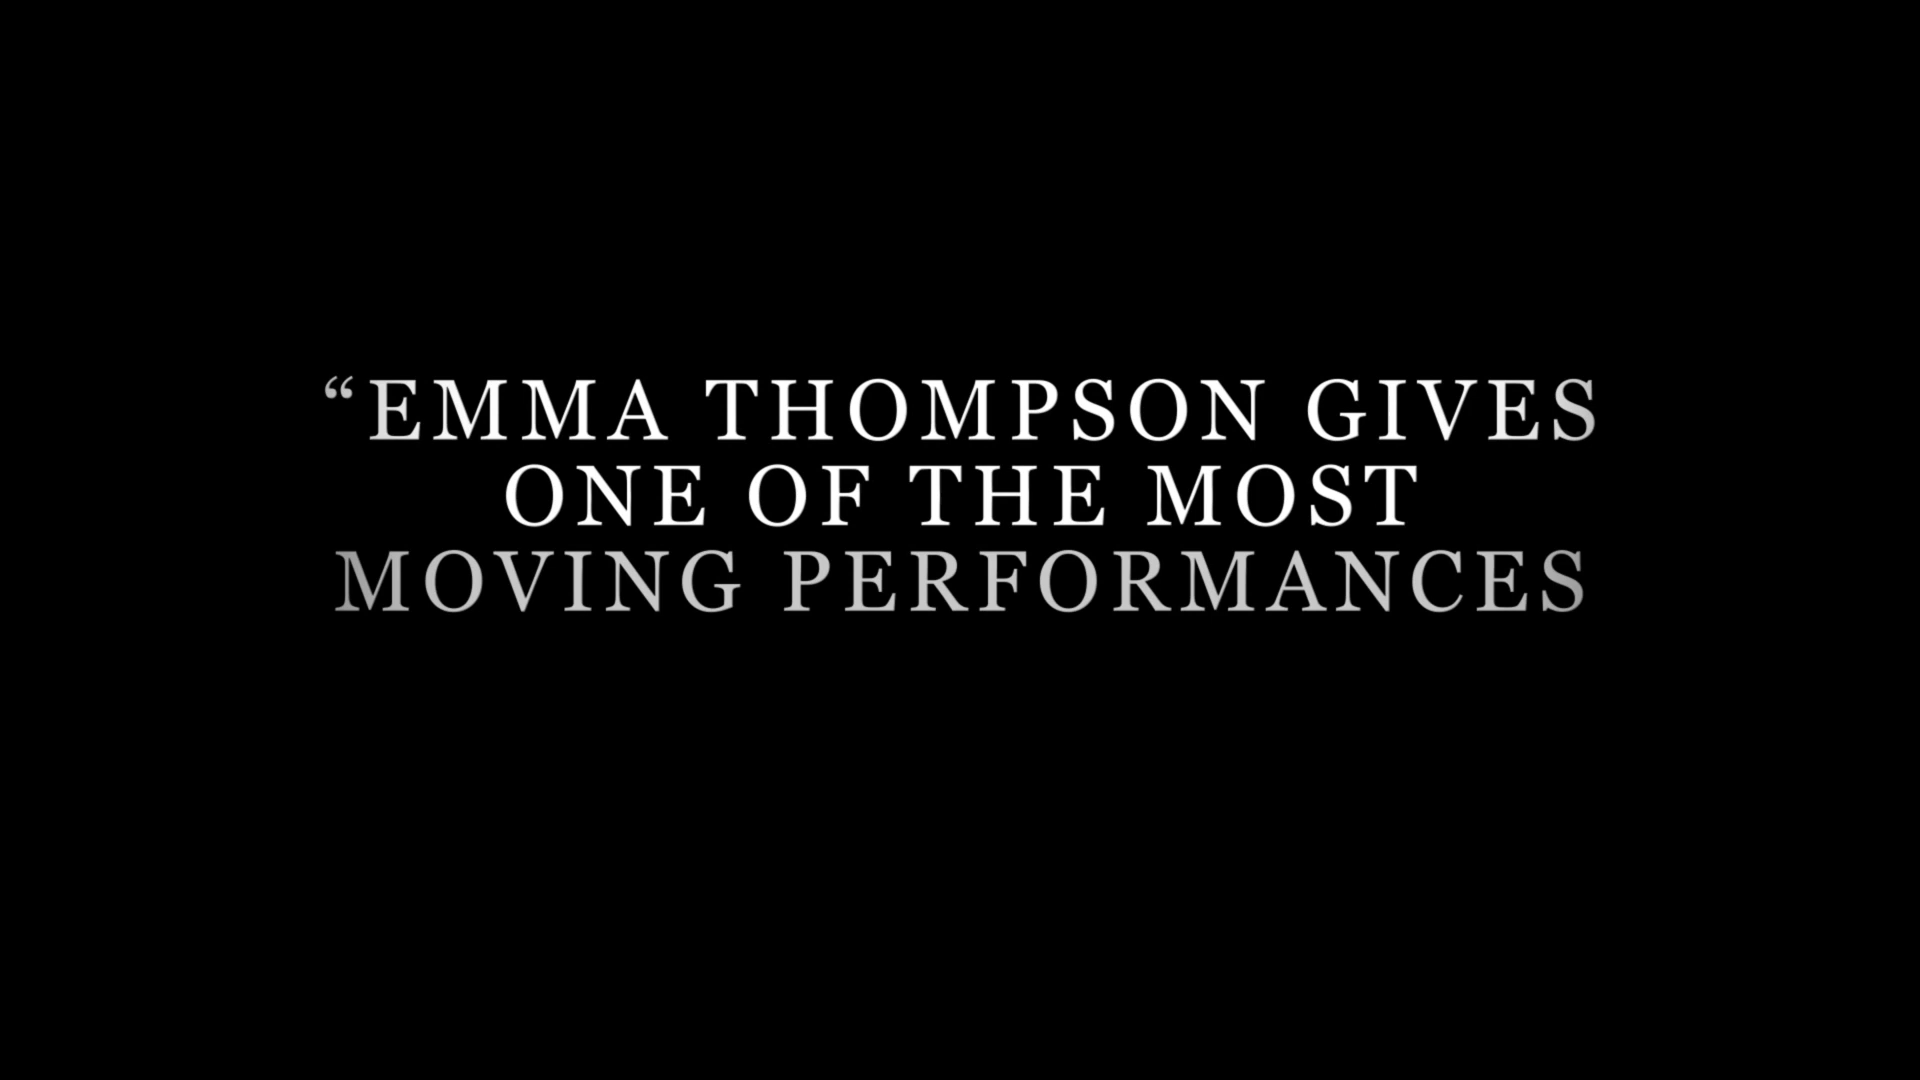 “EMMA THOMPSON GIVES
ONE OF THE MOST
MOVING PERFORMANCES